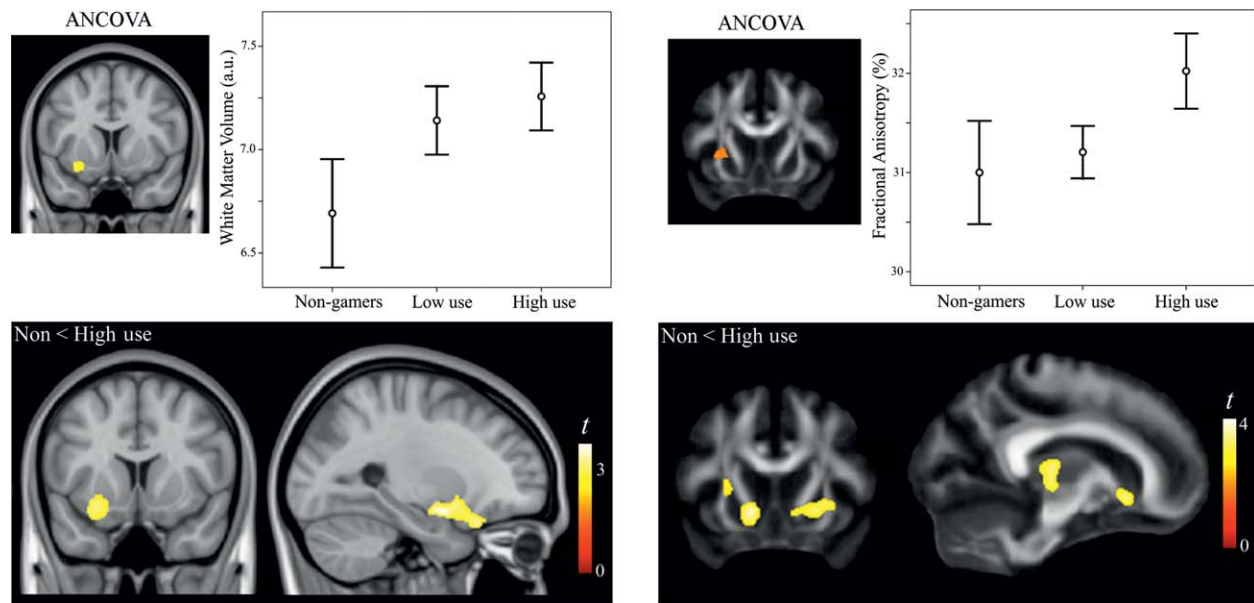 ANCOVA
White Matter Volume (a.u.)
7.5
7.0
6.5
Non-gamers Low use High use
Non < High use
t
3
0
ANCOVA
Fractional Anisotropy (%)
32
31
30
Non-gamers Low use High use
Non < High use
t
4
0